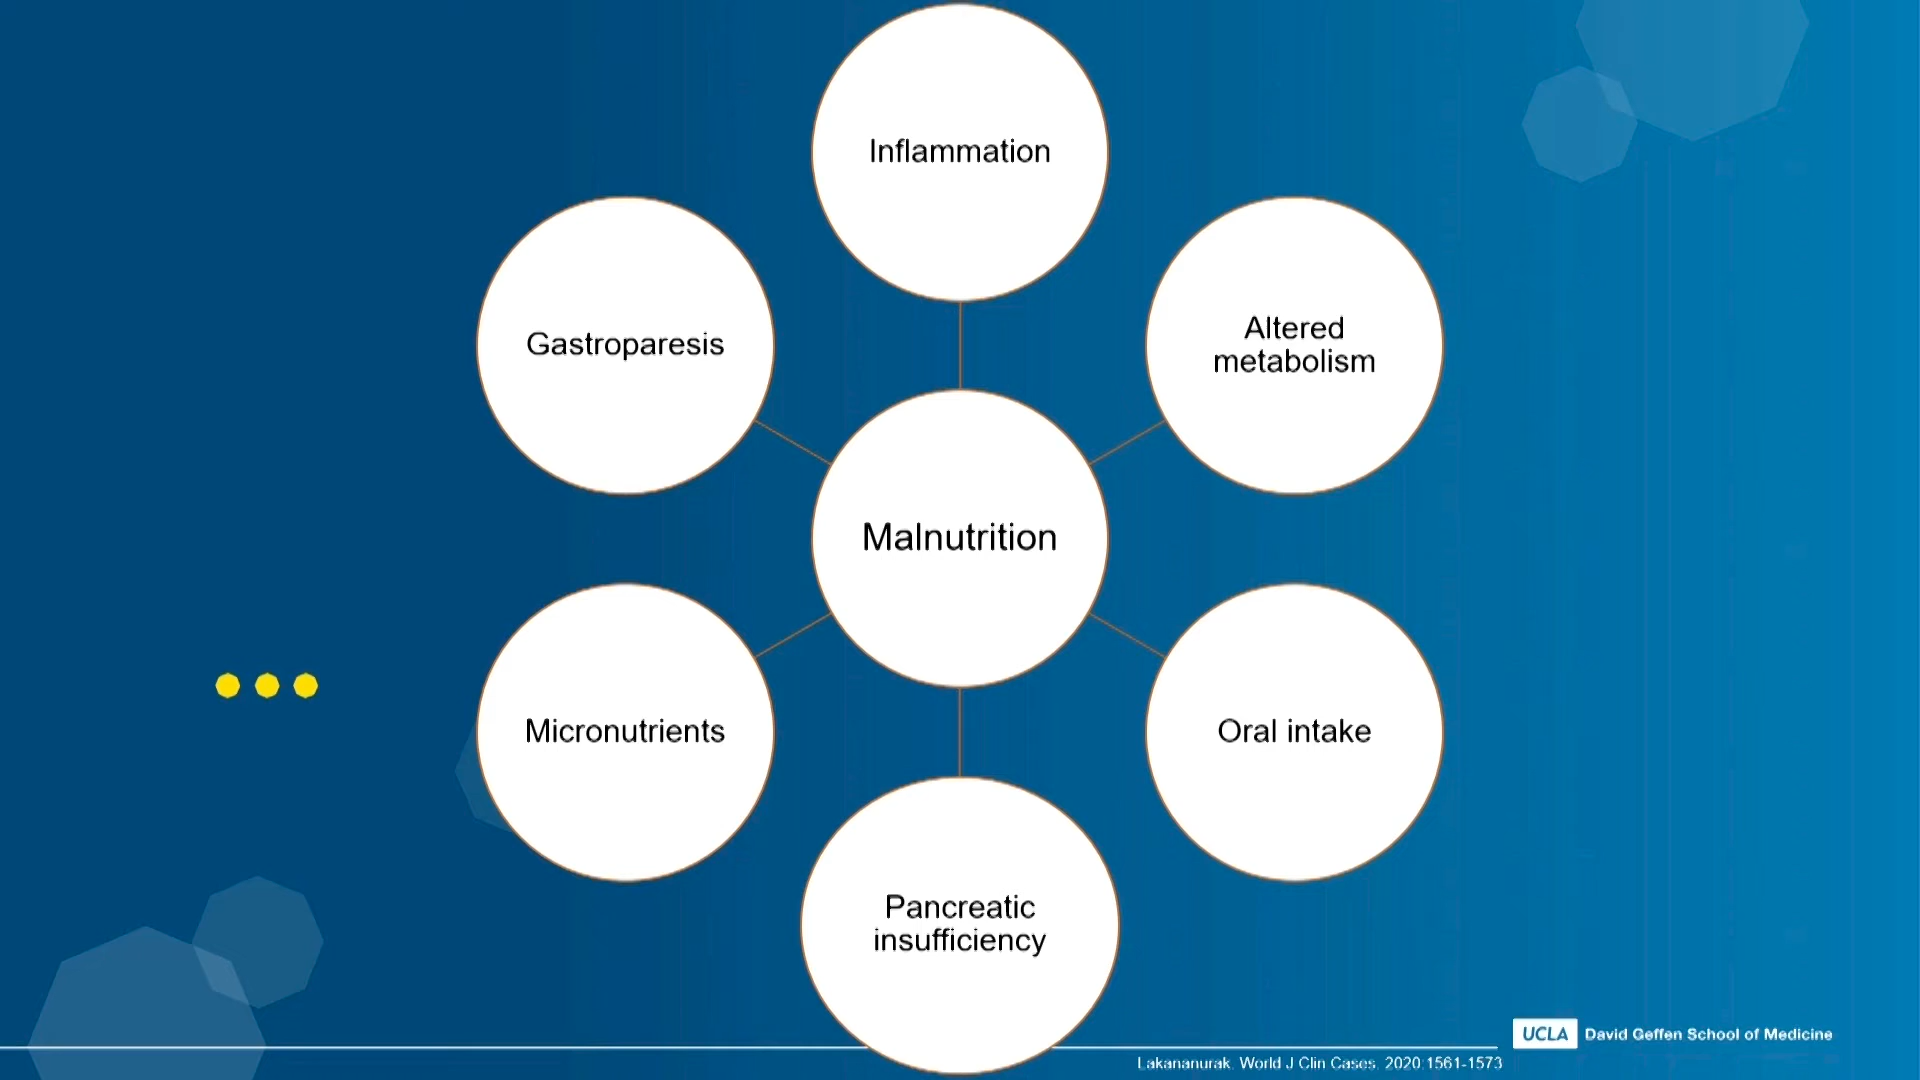 Inflammation
Gastroparesis
Altered
metabolism
Malnutrition
Micronutrients
Oral intake
Pancreatic
insufficiency
UCLA David Geffen School of Medicine
Lakananurak. World J Clin Cases. 2020:1561-1573